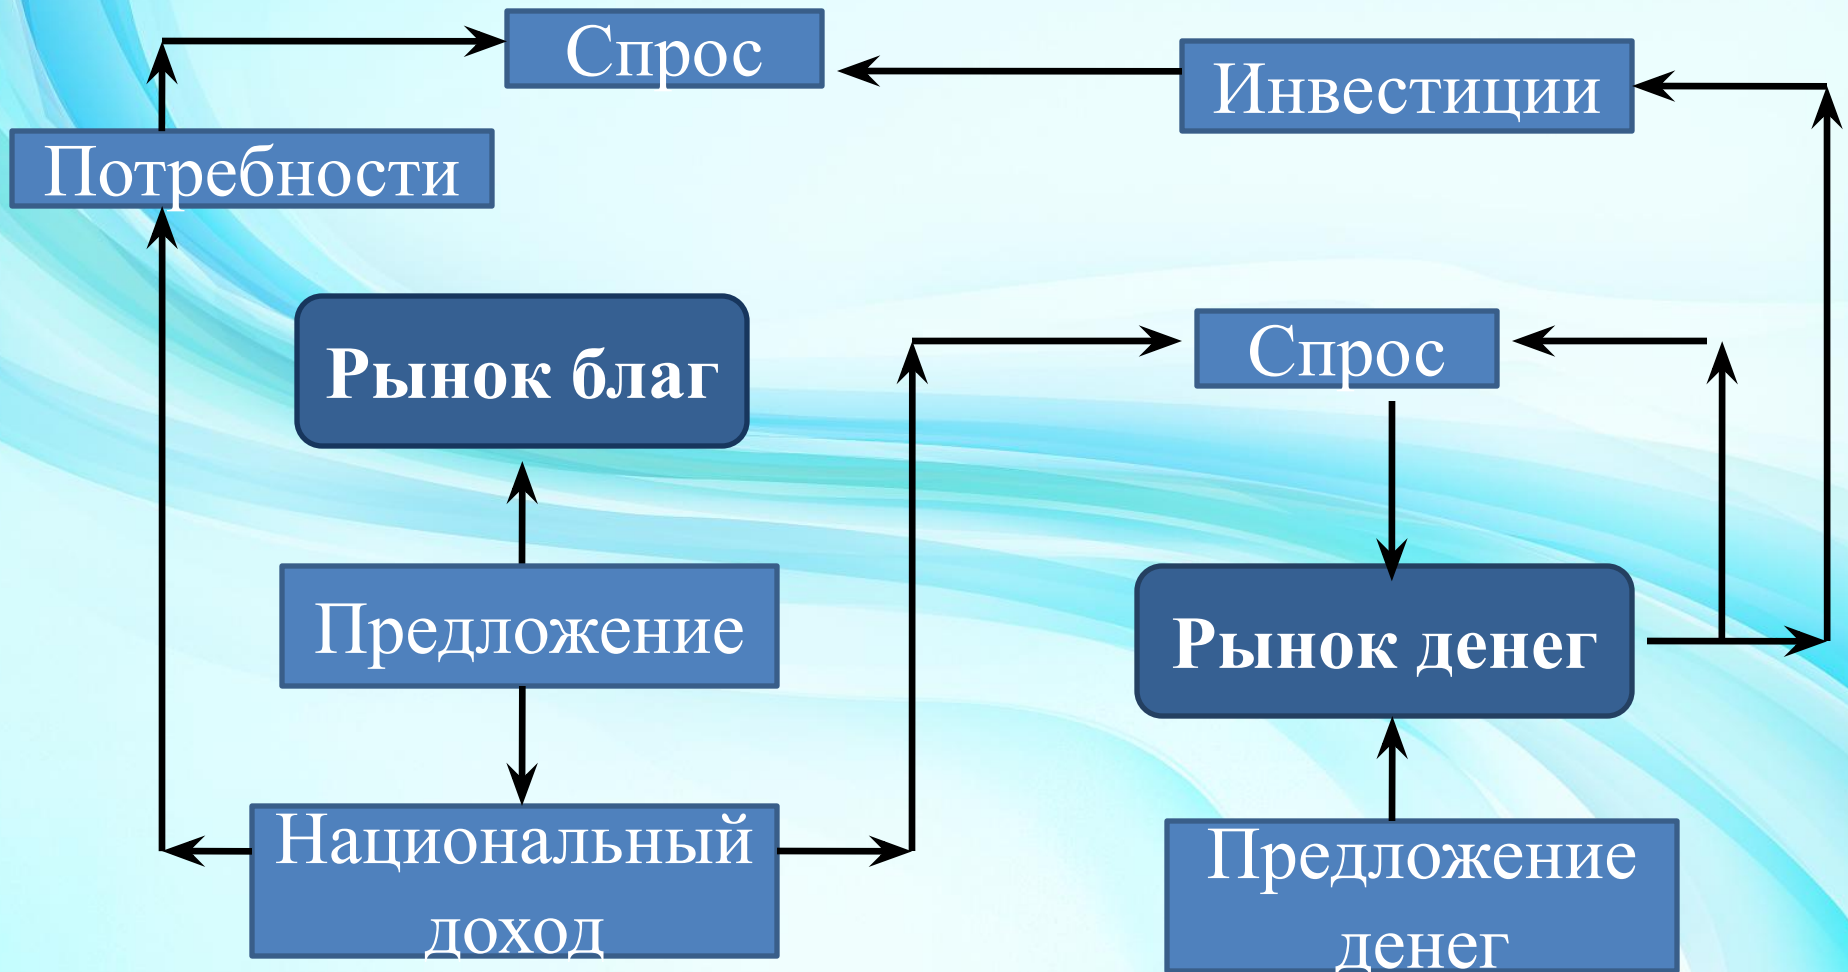 Спрос
Инвестиции
Потребности
Рынок благ
Спрос
Предложение
Рынок денег
Национальный
доход
Предложение
денег